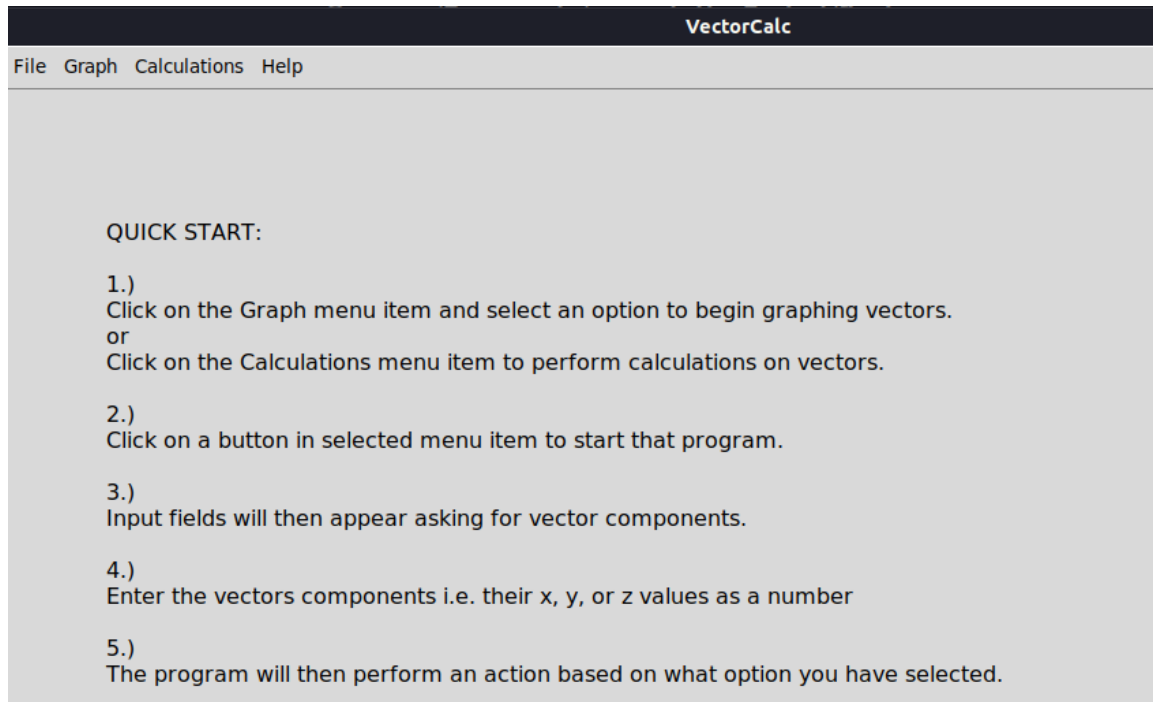 VectorCalc
File Graph Calculations Help
QUICK START:
1.)
Click on the Graph menu item and select an option to begin graphing vectors.
or
Click on the Calculations menu item to perform calculations on vectors.
2.)
Click on a button in selected menu item to start that program.
3.)
Input fields will then appear asking for vector components.
4.)
Enter the vectors components i.e. their x, y, or z values as a number
5.)
The program will then perform an action based on what option you have selected.